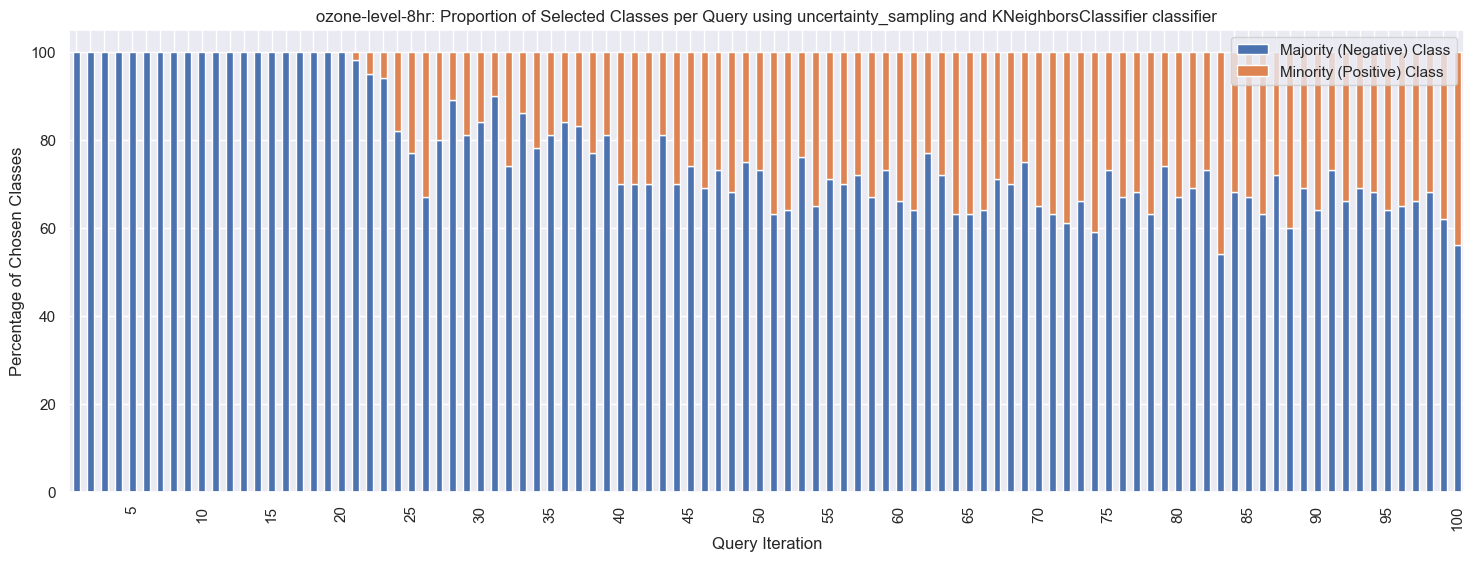 ozone-level-8hr: Proportion of Selected Classes per Query using uncertainty_sampling and KNeighborsClassifier classifier
Majority (Negative) Class
Minority (Positive) Class
Percentage of Chosen Classes
100
80
60
40
20
0
5 10 15 20 25 30 35 40 45 50 55 60 65 70 75 80 85 90 95 100
Query Iteration